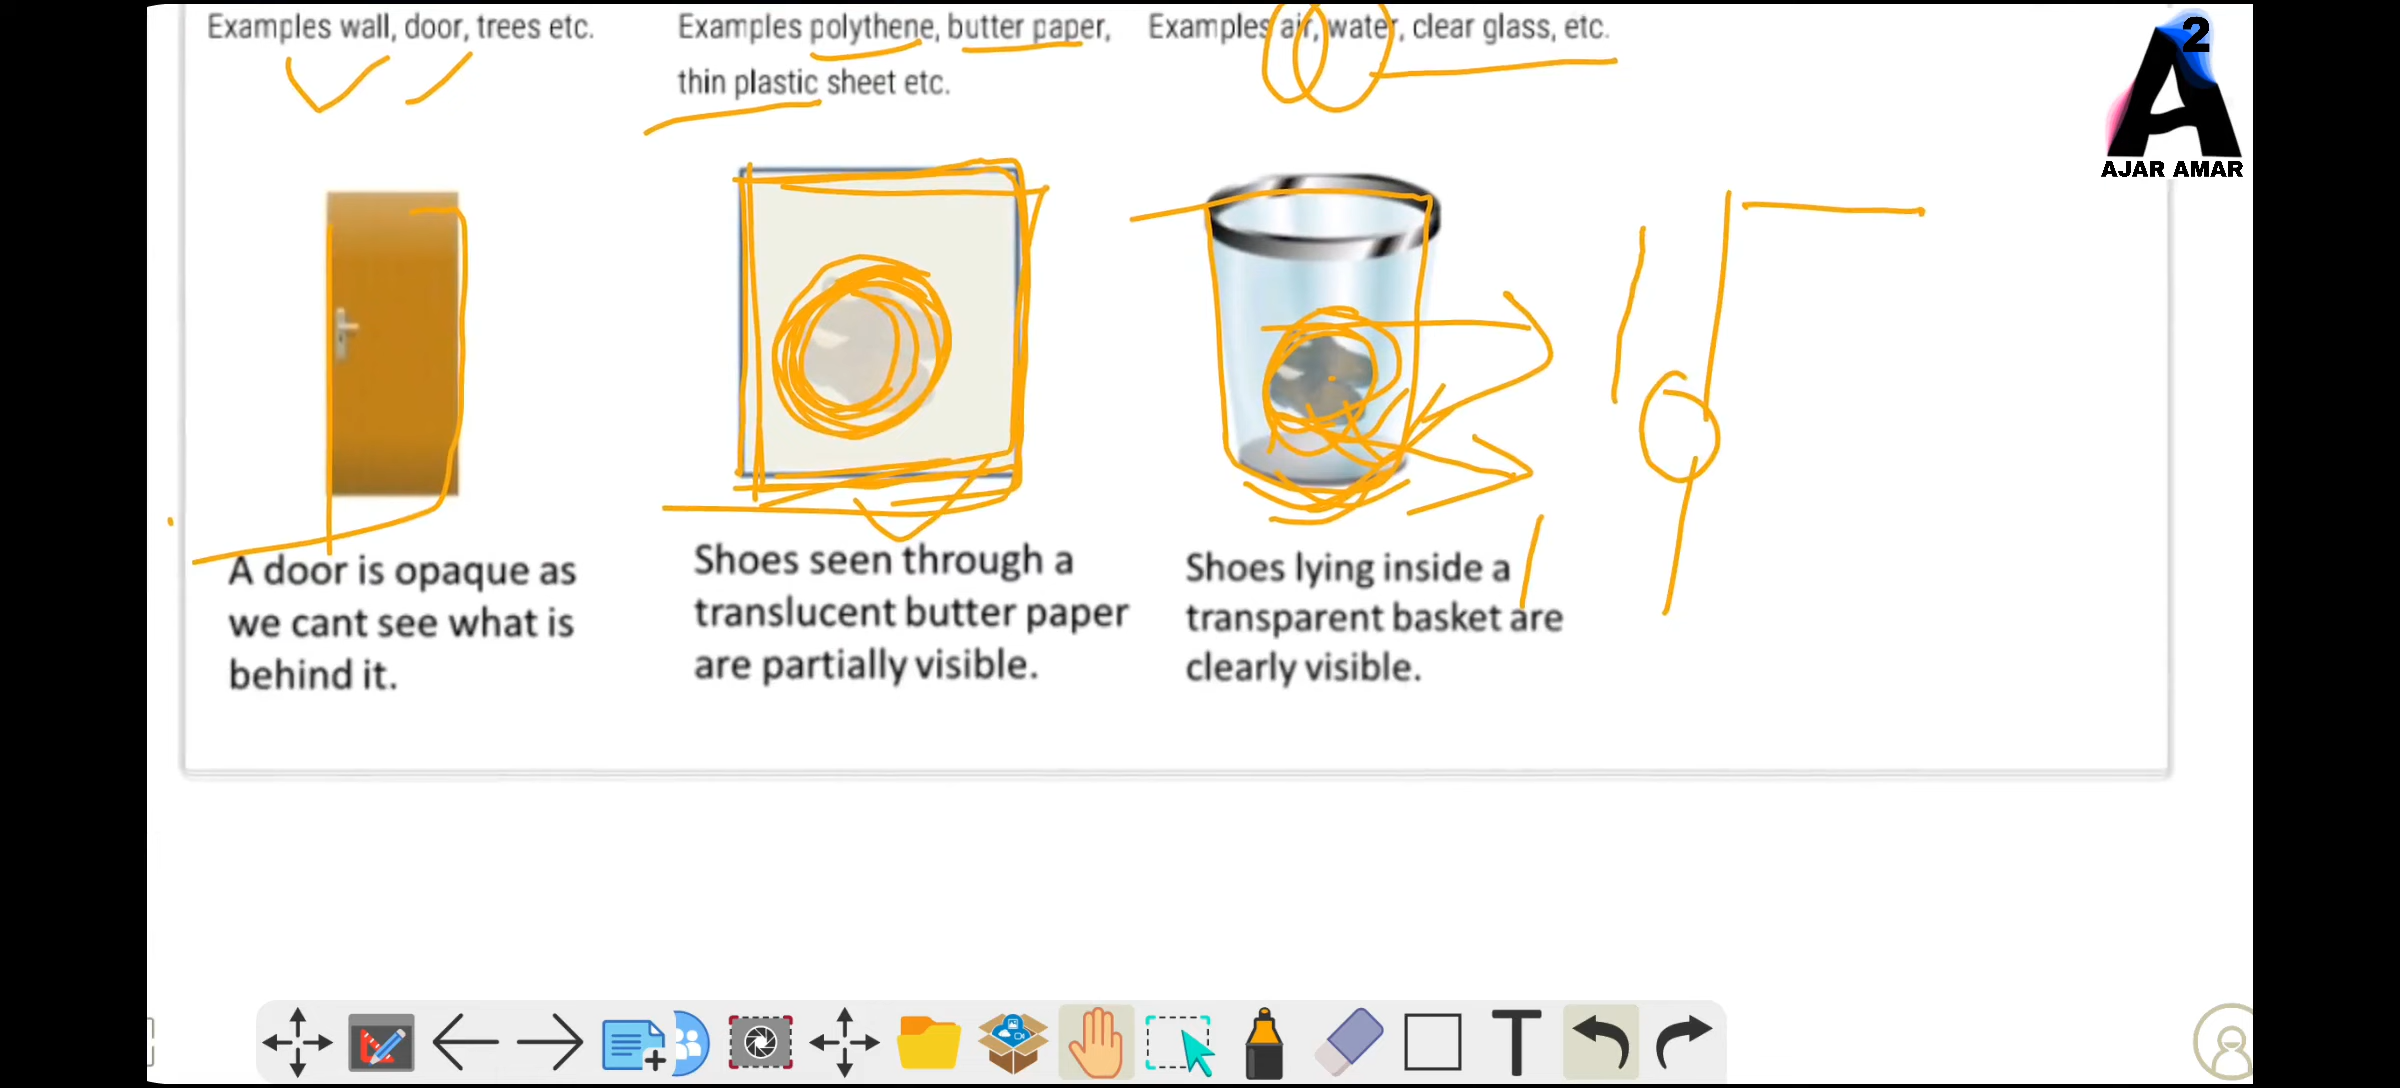 Examples wall, door, trees etc.
Examples polythene, butter paper,
thin plastic sheet etc.
Examples air, water, clear glass, etc.
2
A
AJAR AMAR
A door is opaque as
we cant see what is
behind it.
Shoes seen through a
translucent butter paper
are partially visible.
Shoes lying inside a
transparent basket are
clearly visible.
T